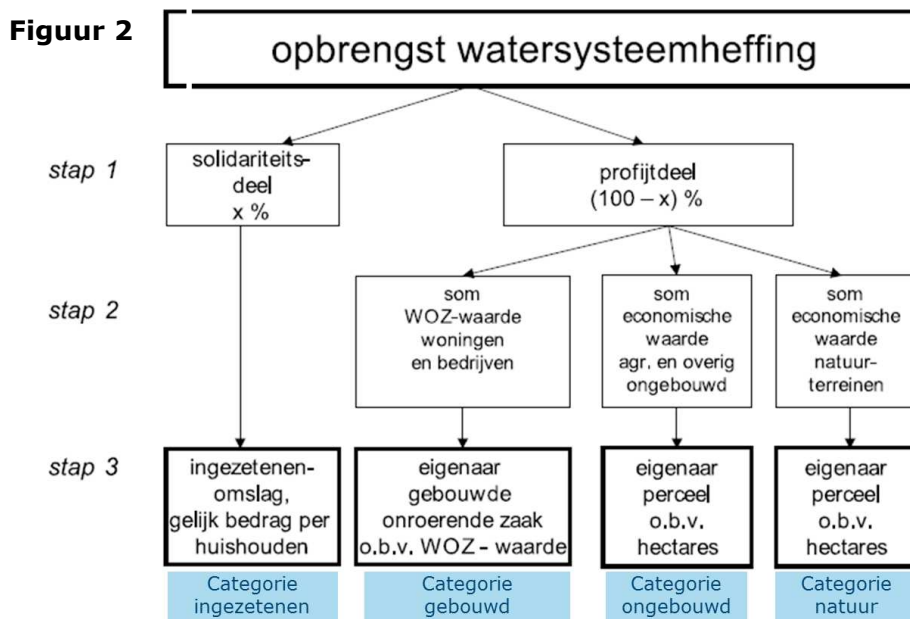 Figuur 2
opbrengst watersysteemheffing
stap 1
solidariteits-
deel
x %
profijtdeel
(100 – x) %
stap 2
som
WOZ-waarde
woningen
en bedrijven
som
economische
waarde
agr. en overig
ongebouwd
som
economische
waarde
natuur-
terreinen
stap 3
ingezetenen-
omslag,
gelijk bedrag per
huishouden
eigenaar
gebouwde
onroerende zaak
o.b.v. WOZ - waarde
eigenaar
perceel
o.b.v.
hectares
eigenaar
perceel
o.b.v.
hectares
Categorie
ingezetenen
Categorie
gebouwd
Categorie
ongebouwd
Categorie
natuur